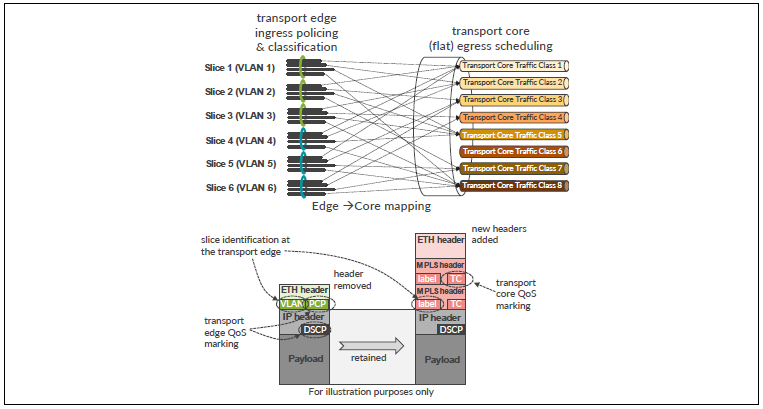 transport edge
ingress policing
& classification
transport core
(flat) egress scheduling
Slice 1 (VLAN 1)
Slice 2 (VLAN 2)
Slice 3 (VLAN 3)
Slice 4 (VLAN 4)
Slice 5 (VLAN 5)
Slice 6 (VLAN 6)
Transport Core Traffic Class 1
Transport Core Traffic Class 2
Transport Core Traffic Class 3
Transport Core Traffic Class 4
Transport Core Traffic Class 5
Transport Core Traffic Class 6
Transport Core Traffic Class 7
Transport Core Traffic Class 8
Edge →Core mapping
slice identification at
the transport edge
header
removed
ETH header
VLAN PCP
IP header
DSCP
Payload
transport
edge QoS
marking
retained
new headers
added
ETH header
MPLS header
label TC
MPLS header
label TC
IP header
DSCP
Payload
transport
core QoS
marking
For illustration purposes only